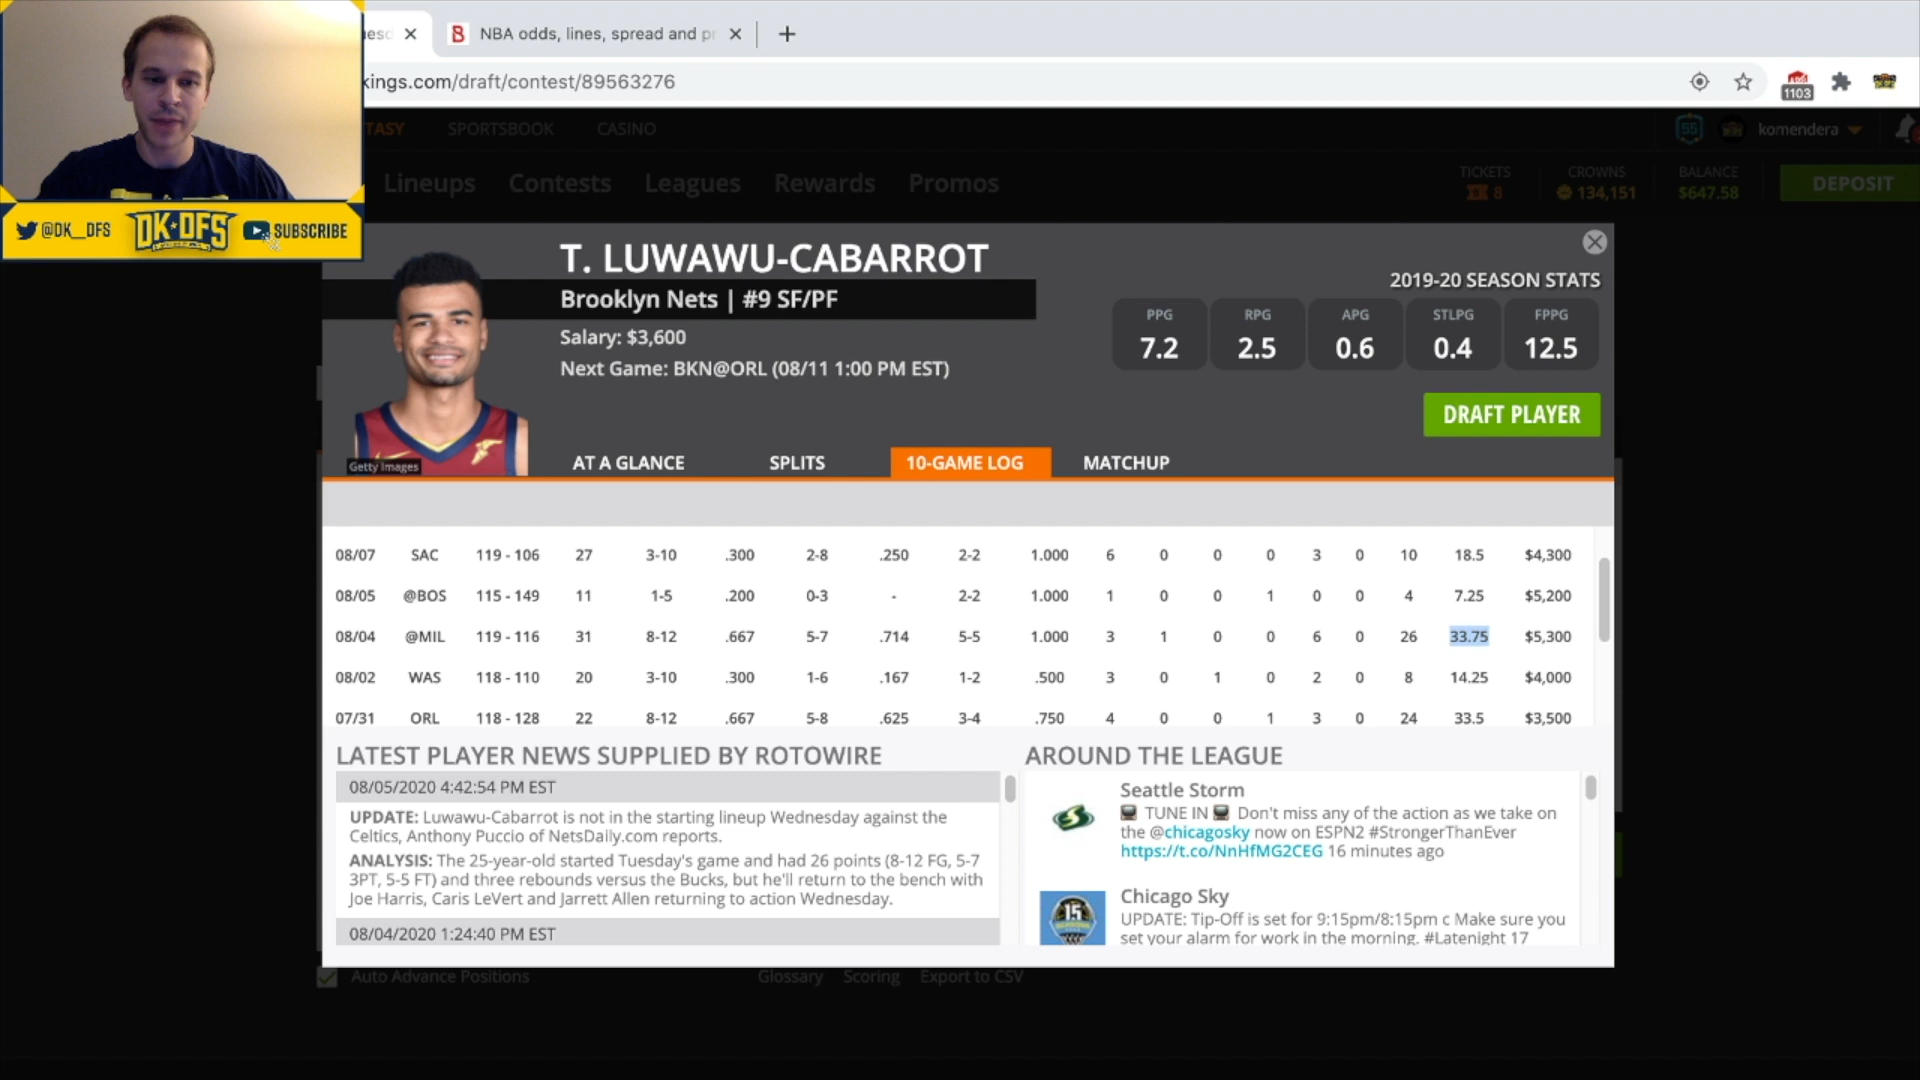 NBA odds, lines, spread and pr
kings.com/draft/contest/89563276
1103
TASY SPORTSBOOK CASINO
55 komendera
Lineups Contests Leagues Rewards Promos
TICKETS CROWNS BALANCE
8 134,151 $647.58
DEPOSIT
@DK__DFS DK★DFS SUBSCRIBE
T. LUWAWU-CABARROT
Brooklyn Nets | #9 SF/PF
Salary: $3,600
Next Game: BKN@ORL (08/11 1:00 PM EST)
Getty Images
2019-20 SEASON STATS
PPG RPG APG STLPG FPPG
7.2 2.5 0.6 0.4 12.5
DRAFT PLAYER
AT A GLANCE SPLITS 10-GAME LOG MATCHUP
08/07 SAC 119 - 106 27 3-10 .300 2-8 .250 2-2 1.000 6 0 0 0 3 0 10 18.5 $4,300
08/05 @BOS 115 - 149 11 1-5 .200 0-3 - 2-2 1.000 1 0 0 1 0 0 4 7.25 $5,200
08/04 @MIL 119 - 116 31 8-12 .667 5-7 .714 5-5 1.000 3 1 0 0 6 0 26 33.75 $5,300
08/02 WAS 118 - 110 20 3-10 .300 1-6 .167 1-2 .500 3 0 1 0 2 0 8 14.25 $4,000
07/31 ORL 118 - 128 22 8-12 .667 5-8 .625 3-4 .750 4 0 0 1 3 0 24 33.5 $3,500
LATEST PLAYER NEWS SUPPLIED BY ROTOWIRE
08/05/2020 4:42:54 PM EST
UPDATE: Luwawu-Cabarrot is not in the starting lineup Wednesday against the
Celtics, Anthony Puccio of NetsDaily.com reports.
ANALYSIS: The 25-year-old started Tuesday's game and had 26 points (8-12 FG, 5-7
3PT, 5-5 FT) and three rebounds versus the Bucks, but he'll return to the bench with
Joe Harris, Caris LeVert and Jarrett Allen returning to action Wednesday.
08/04/2020 1:24:40 PM EST
AROUND THE LEAGUE
Seattle Storm
TUNE IN Don't miss any of the action as we take on
the @chicagosky now on ESPN2 #StrongerThanEver
https://t.co/NnHfMG2CEG 16 minutes ago
15
Chicago Sky
UPDATE: Tip-Off is set for 9:15pm/8:15pm c Make sure you
set your alarm for work in the morning. #Latenight 17
Auto Advance Positions Glossary Scoring Export to CSV